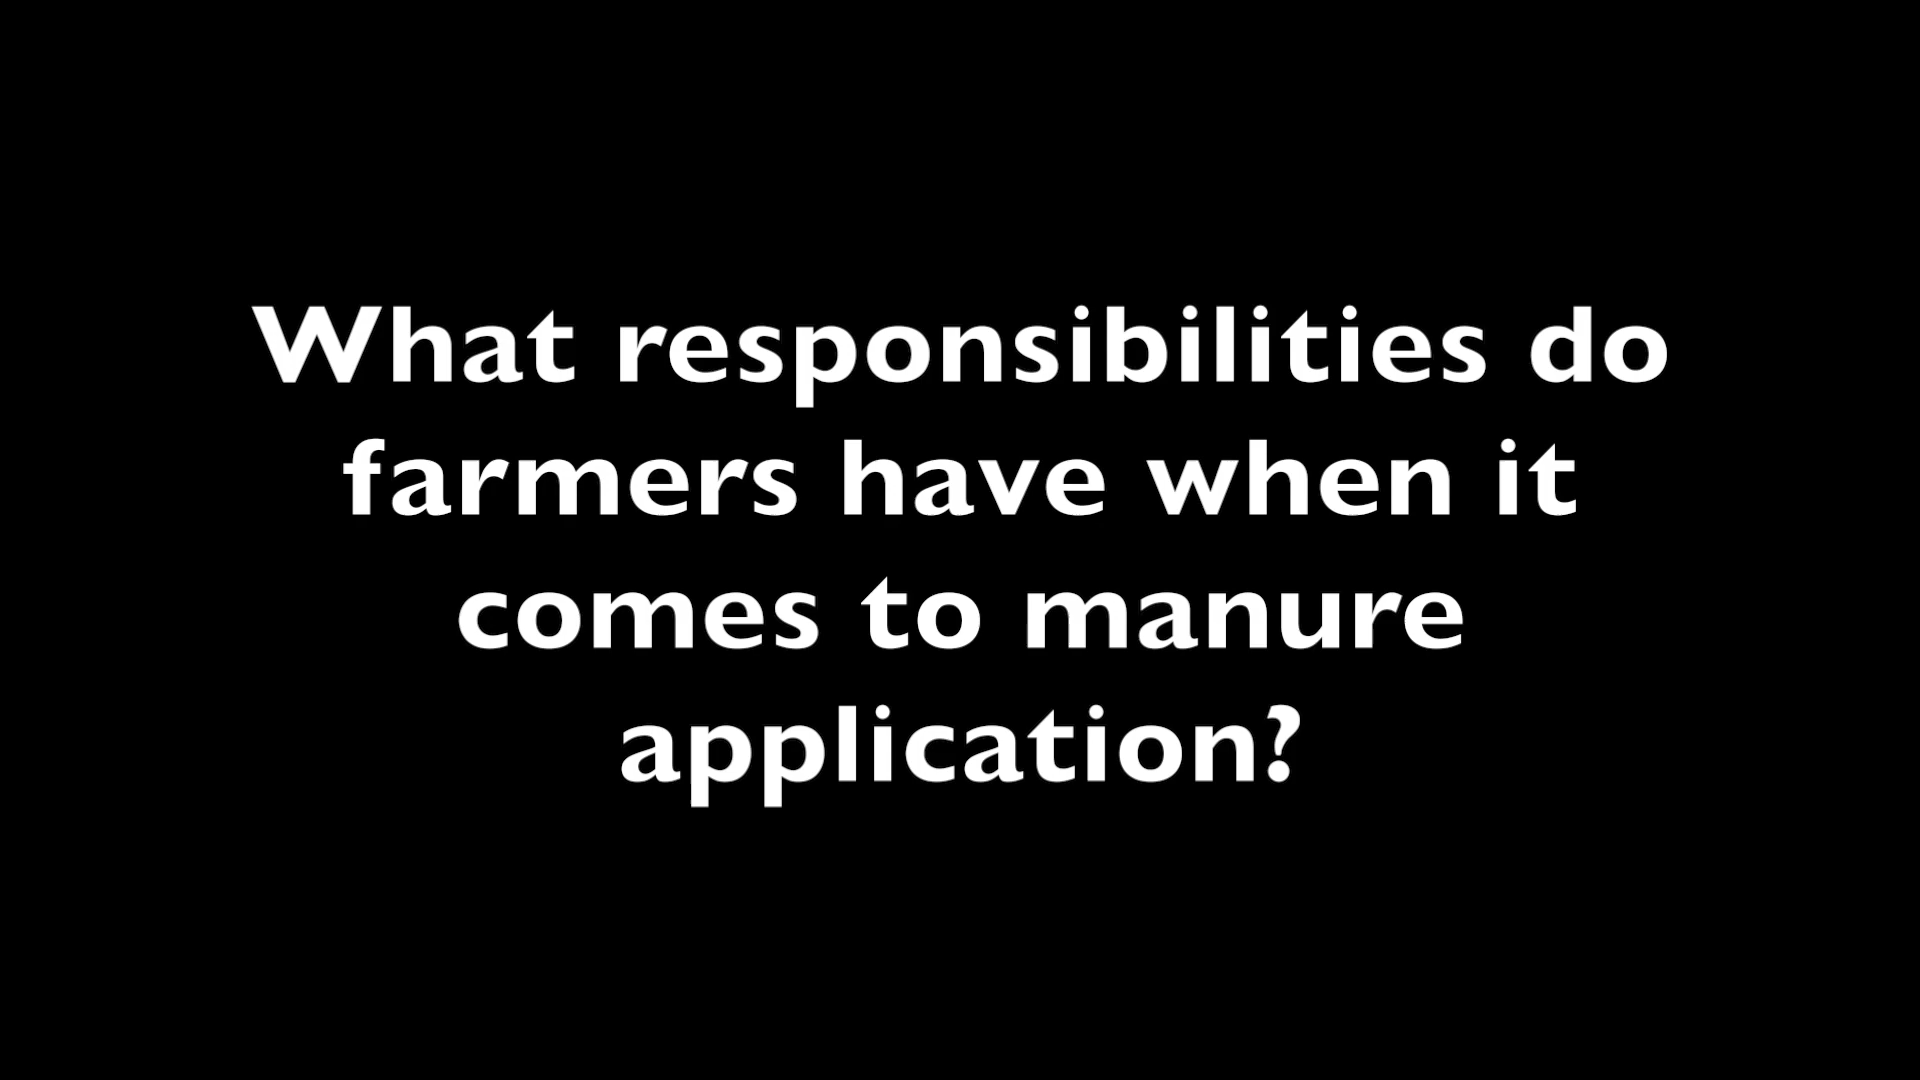 What responsibilities do
farmers have when it
comes to manure
application?